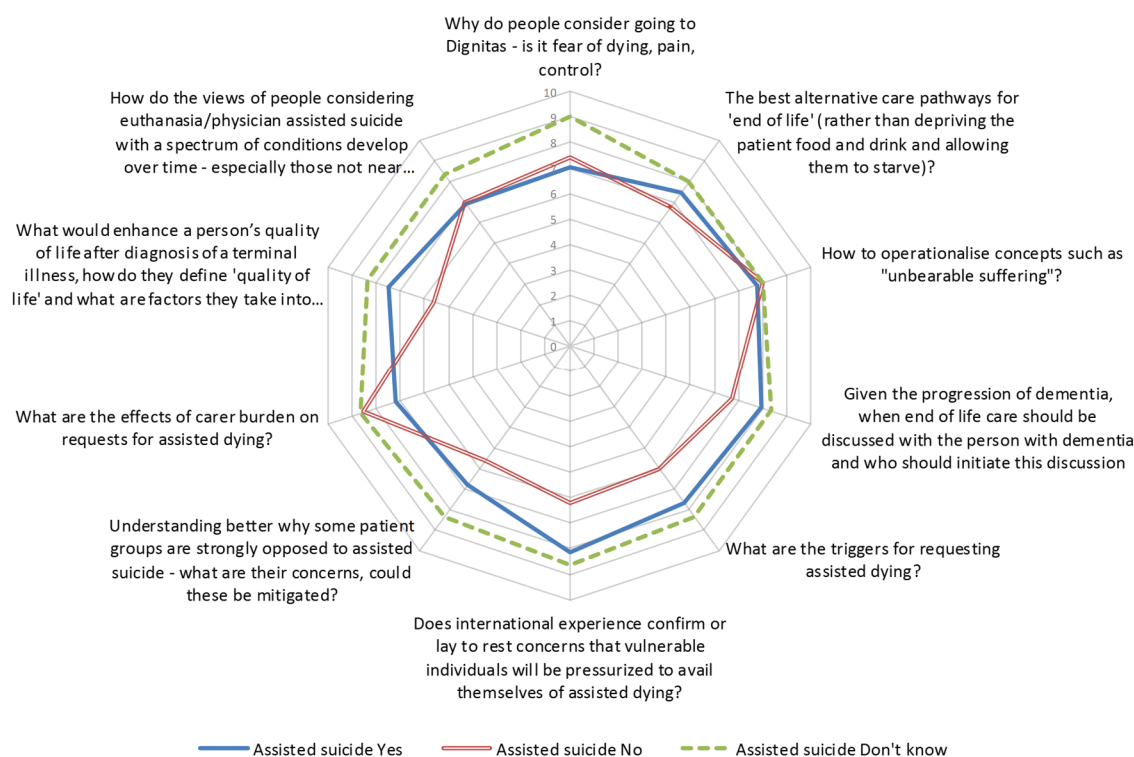 Why do people consider going to
Dignitas - is it fear of dying, pain,
control?
The best alternative care pathways for
'end of life' (rather than depriving the
patient food and drink and allowing
them to starve)?
How to operationalise concepts such as
"unbearable suffering"?
Given the progression of dementia,
when end of life care should be
discussed with the person with dementia
and who should initiate this discussion
What are the triggers for requesting
assisted dying?
Does international experience confirm or
lay to rest concerns that vulnerable
individuals will be pressurized to avail
themselves of assisted dying?
Understanding better why some patient
groups are strongly opposed to assisted
suicide - what are their concerns, could
these be mitigated?
What are the effects of carer burden on
requests for assisted dying?
What would enhance a person’s quality
of life after diagnosis of a terminal
illness, how do they define 'quality of
life' and what are factors they take into...
How do the views of people considering
euthanasia/physician assisted suicide
with a spectrum of conditions develop
over time - especially those not near...
10
9
8
7
6
5
4
3
2
1
0
Assisted suicide Yes
Assisted suicide No
Assisted suicide Don't know